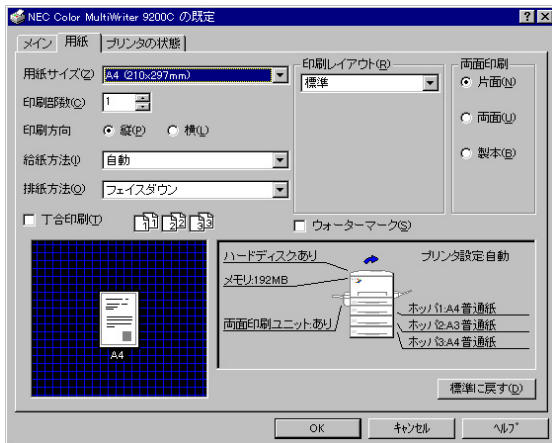 NEC Color MultiWriter 9200C の既定
メイン 用紙 プリンタの状態
用紙サイズ(Z) A4 (210x297mm)
印刷部数(C) 1
印刷方向 縦(P) 横(L)
給紙方法(I) 自動
排紙方法(O) フェイスダウン
丁合印刷(T) 1 1 2 2 3 3
印刷レイアウト(R)
標準
両面印刷
片面(N)
両面(U)
製本(B)
ウォーターマーク(S)
A4
ハードディスクあり プリンタ設定自動
メモリ:192MB
両面印刷ユニット:あり
ホッパ1:A4普通紙
ホッパ2:A3普通紙
ホッパ3:A4普通紙
標準に戻す(D)
OK キャンセル ヘルプ